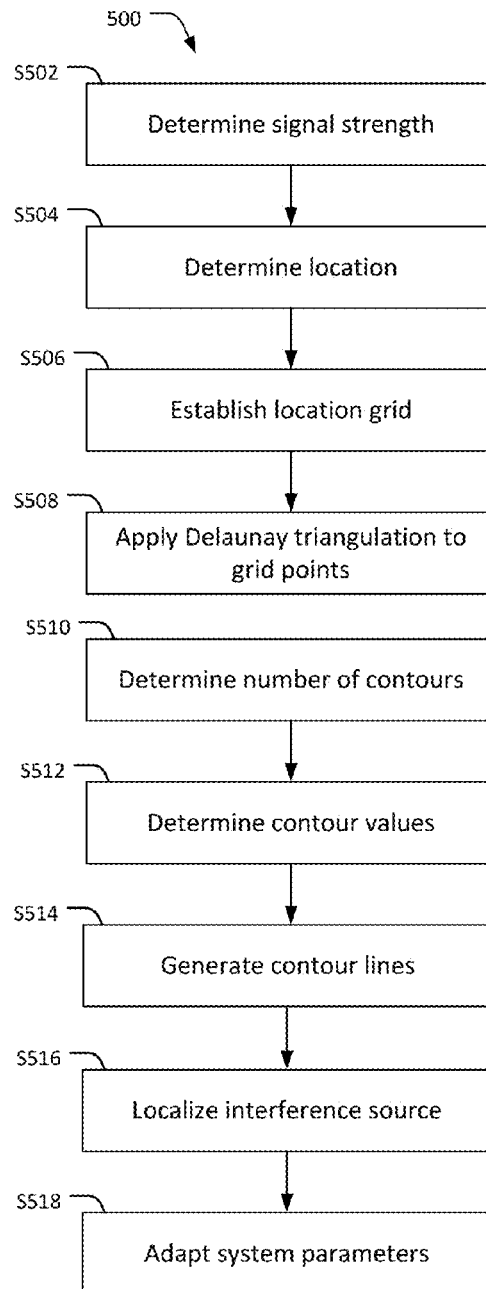 500
S502
Determine signal strength
S504
Determine location
S506
Establish location grid
S508
Apply Delaunay triangulation to
grid points
S510
Determine number of contours
S512
Determine contour values
S514
Generate contour lines
S516
Localize interference source
S518
Adapt system parameters